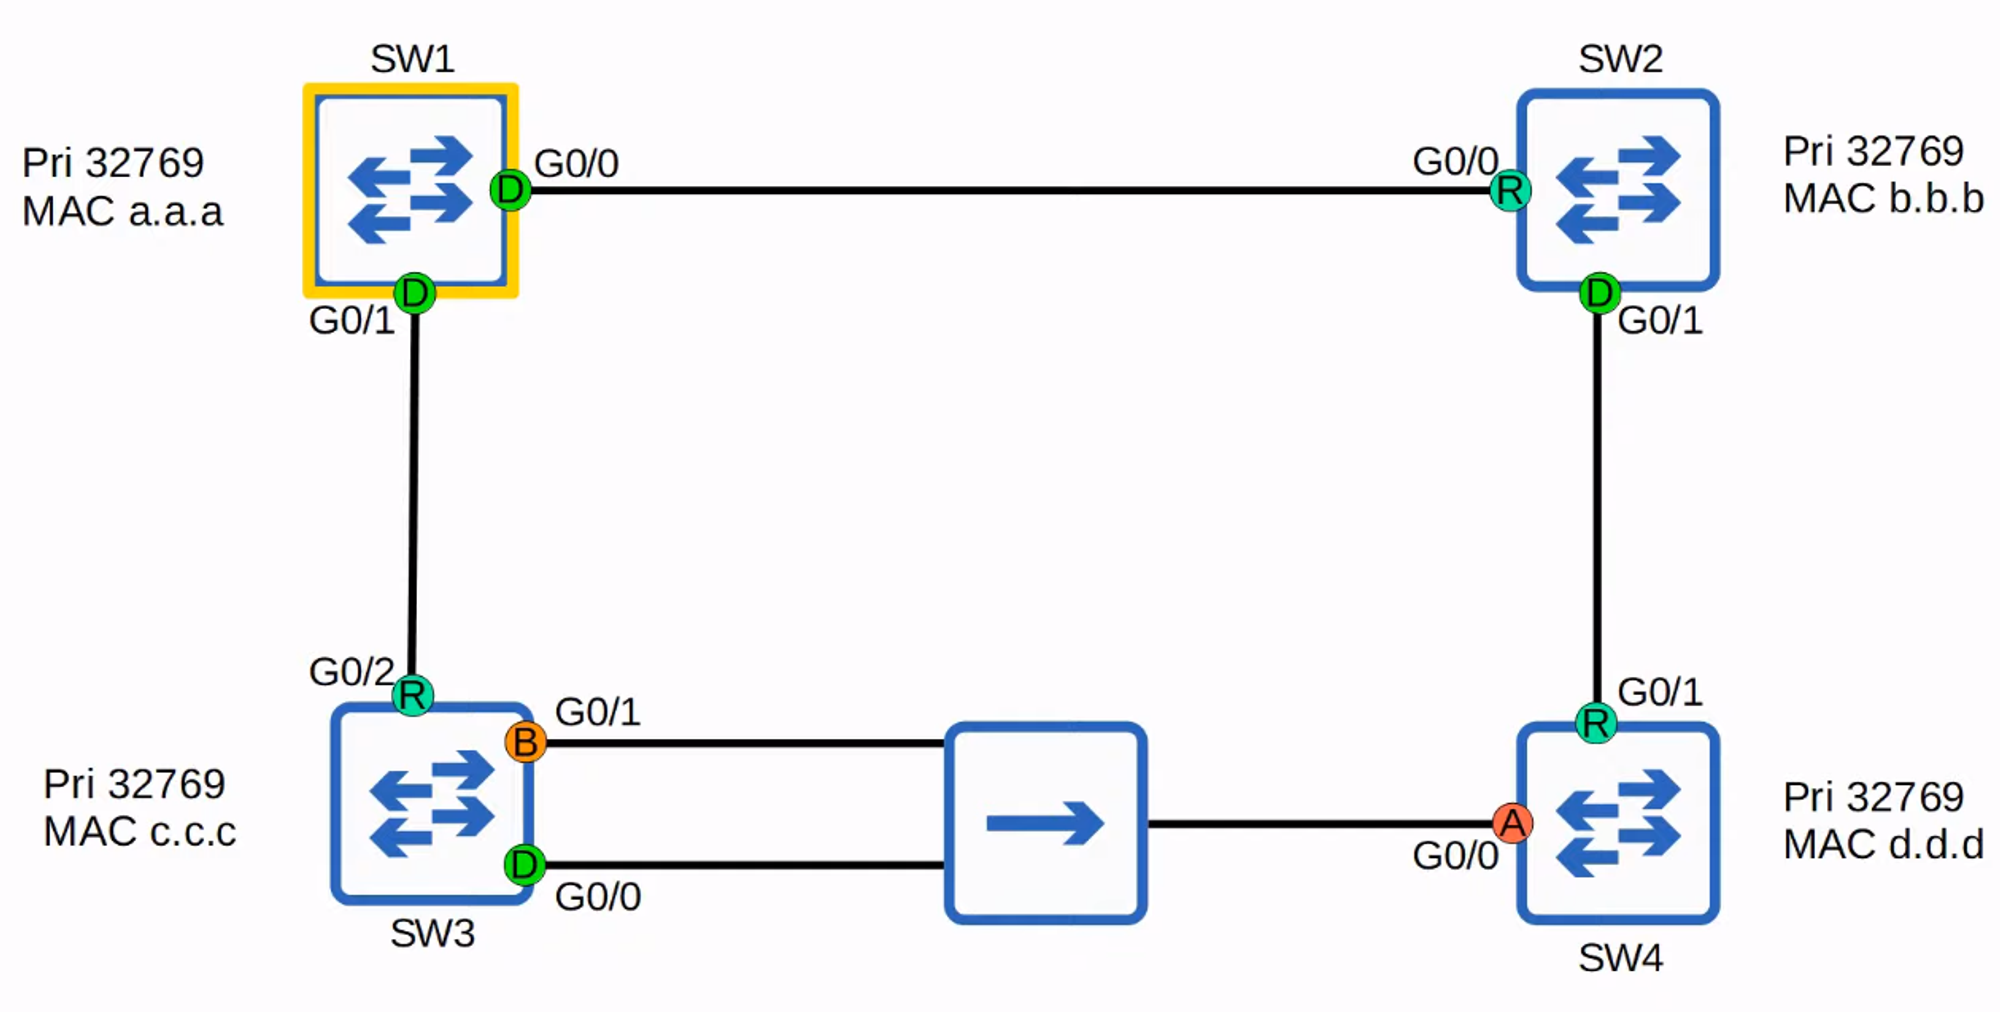 SW1
SW2
Pri 32769
MAC a.a.a
D
G0/0
G0/0
R
Pri 32769
MAC b.b.b
D
G0/1
D
G0/1
G0/2
R
G0/1
R
B
G0/1
Pri 32769
MAC c.c.c
D
G0/0
SW3
A
G0/0
Pri 32769
MAC d.d.d
SW4